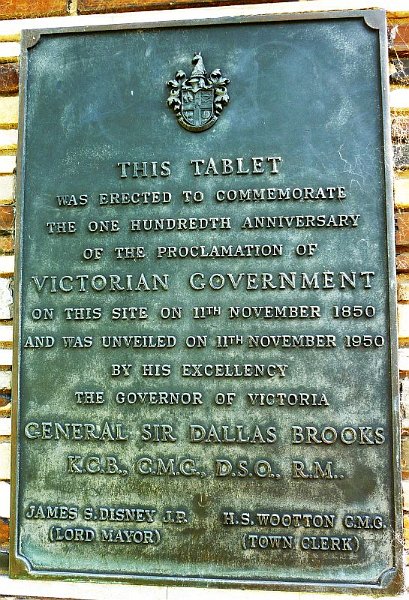 THIS TABLET
WAS ERECTED TO COMMEMORATE
THE ONE HUNDREDTH ANNIVERSARY
OF THE PROCLAMATION OF
VICTORIAN GOVERNMENT
ON THIS SITE ON 11TH NOVEMBER 1850
AND WAS UNVEILED ON 11TH NOVEMBER 1950
BY HIS EXCELLENCY
THE GOVERNOR OF VICTORIA
GENERAL SIR DALLAS BROOKS
K.C.B., C.M.G., D.S.O., R.M..
JAMES S. DISNEY J.P. H.S. WOOTTON C.M.G.
(LORD MAYOR) (TOWN CLERK)